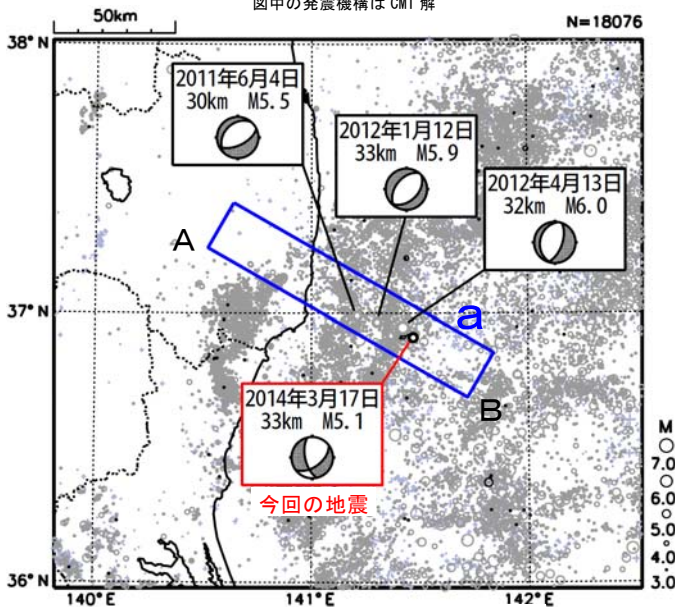 図中の発震機構は CMT 解
50km
N=18076
38°N
2011年6月4日
30km M5.5
2012年1月12日
33km M5.9
2012年4月13日
32km M6.0
A
37°N
a
B
2014年3月17日
33km M5.1
今回の地震
M
7.0
6.0
5.0
4.0
3.0
36°N
140°E
141°E
142°E